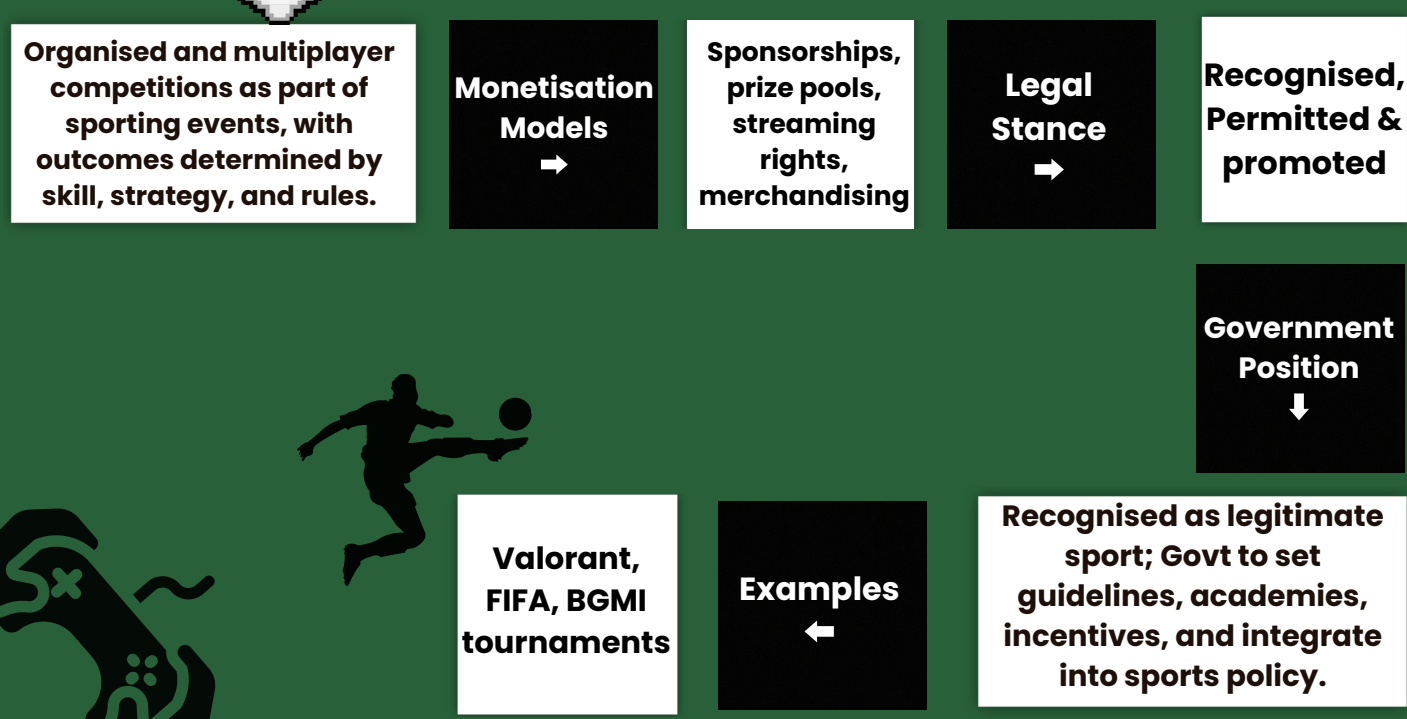 Organised and multiplayer
competitions as part of
sporting events, with
outcomes determined by
skill, strategy, and rules.
Monetisation
Models
Sponsorships,
prize pools,
streaming
rights,
merchandising
Legal
Stance
Recognised,
Permitted &
promoted
Government
Position
Recognised as legitimate
sport; Govt to set
guidelines, academies,
incentives, and integrate
into sports policy.
Examples
Valorant,
FIFA, BGMI
tournaments